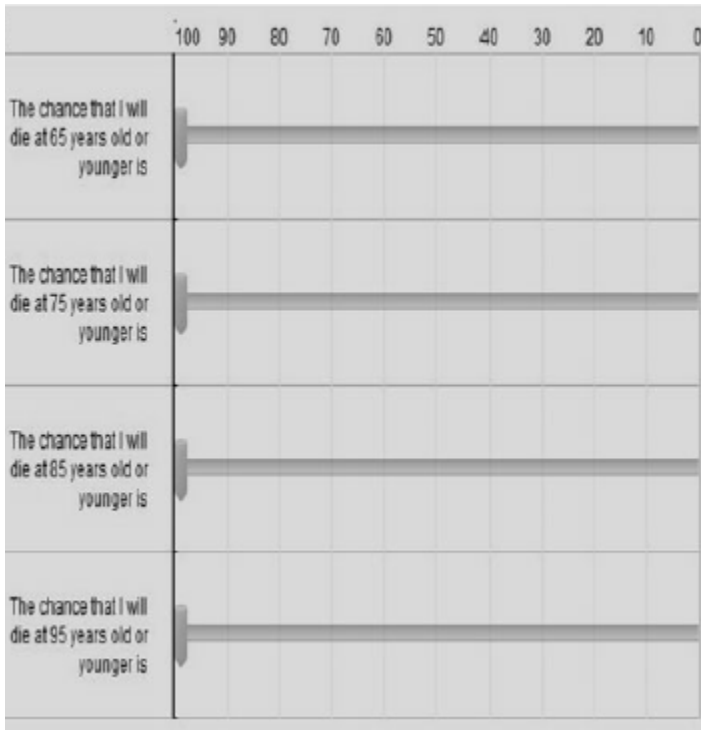 100 90 80 70 60 50 40 30 20 10 0
The chance that I will
die at 65 years old or
younger is
The chance that I will
die at 75 years old or
younger is
The chance that I will
die at 85 years old or
younger is
The chance that I will
die at 95 years old or
younger is